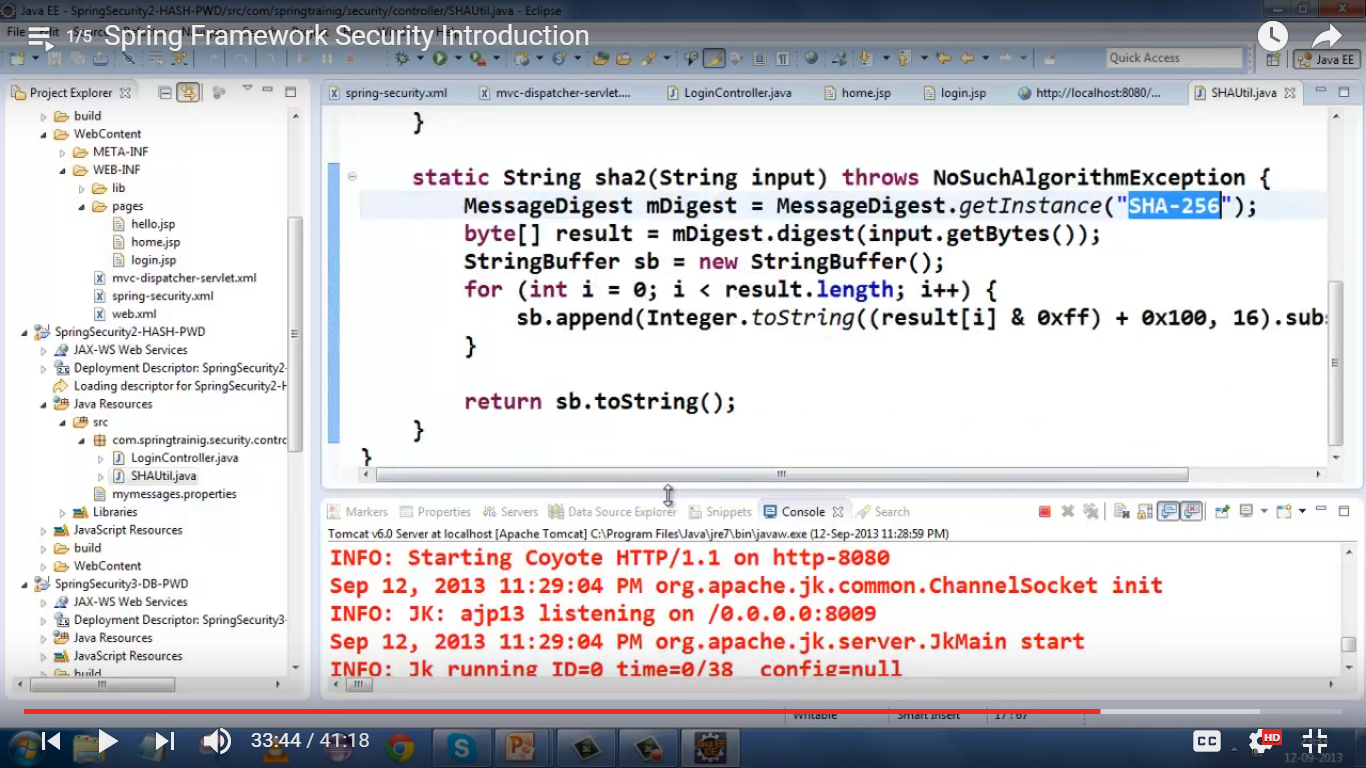 Java EE - SpringSecurity2-HASH-PWD/src/com/springtrainig/security/controller/SHAUtil.java - Eclipse
1/5 Spring Framework Security Introduction
Quick Access
Java EE
Project Explorer
spring-security.xml
mvc-dispatcher-servlet....
LoginController.java
home.jsp
login.jsp
http://localhost:8080/...
SHAUtil.java
build
WebContent
META-INF
WEB-INF
lib
pages
hello.jsp
home.jsp
login.jsp
mvc-dispatcher-servlet.xml
spring-security.xml
web.xml
SpringSecurity2-HASH-PWD
JAX-WS Web Services
Deployment Descriptor: SpringSecurity2-
Loading descriptor for SpringSecurity2-H
Java Resources
src
com.springtrainig.security.contrc
LoginController.java
SHAUtil.java
mymessages.properties
Libraries
JavaScript Resources
build
WebContent
SpringSecurity3-DB-PWD
JAX-WS Web Services
Deployment Descriptor: SpringSecurity3-
Java Resources
JavaScript Resources
build
}
static String sha2(String input) throws NoSuchAlgorithmException {
MessageDigest mDigest = MessageDigest.getInstance("SHA-256");
byte[] result = mDigest.digest(input.getBytes());
StringBuffer sb = new StringBuffer();
for (int i = 0; i < result.length; i++) {
sb.append(Integer.toString((result[i] & 0xff) + 0x100, 16).sub
}
return sb.toString();
}
}
Markers
Properties
Servers
Data Source Explorer
Snippets
Console
Search
Tomcat v6.0 Server at localhost [Apache Tomcat] C:\Program Files\Java\jre7\bin\javaw.exe (12-Sep-2013 11:28:59 PM)
INFO: Starting Coyote HTTP/1.1 on http-8080
Sep 12, 2013 11:29:04 PM org.apache.jk.common.ChannelSocket init
INFO: JK: ajp13 listening on /0.0.0.0:8009
Sep 12, 2013 11:29:04 PM org.apache.jk.server.JkMain start
INFO: Jk running ID=0 time=0/38  config=null
Writable
Smart Insert
17 : 67
33:44 / 41:18
CC
HD
12-09-2013